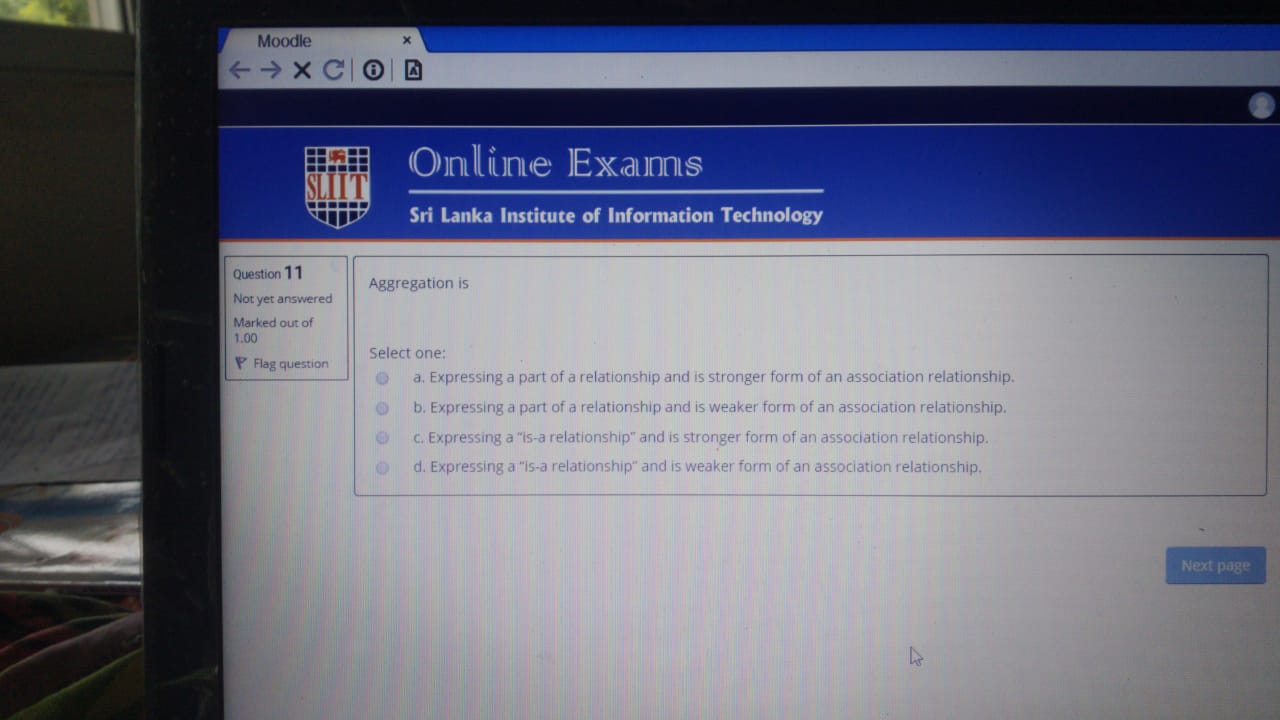 Moodle
SLIIT
Online Exams
Sri Lanka Institute of Information Technology
Question 11
Not yet answered
Marked out of
1.00
Flag question
Aggregation is
Select one:
a. Expressing a part of a relationship and is stronger form of an association relationship.
b. Expressing a part of a relationship and is weaker form of an association relationship.
c. Expressing a “is-a relationship” and is stronger form of an association relationship.
d. Expressing a “is-a relationship” and is weaker form of an association relationship.
Next page